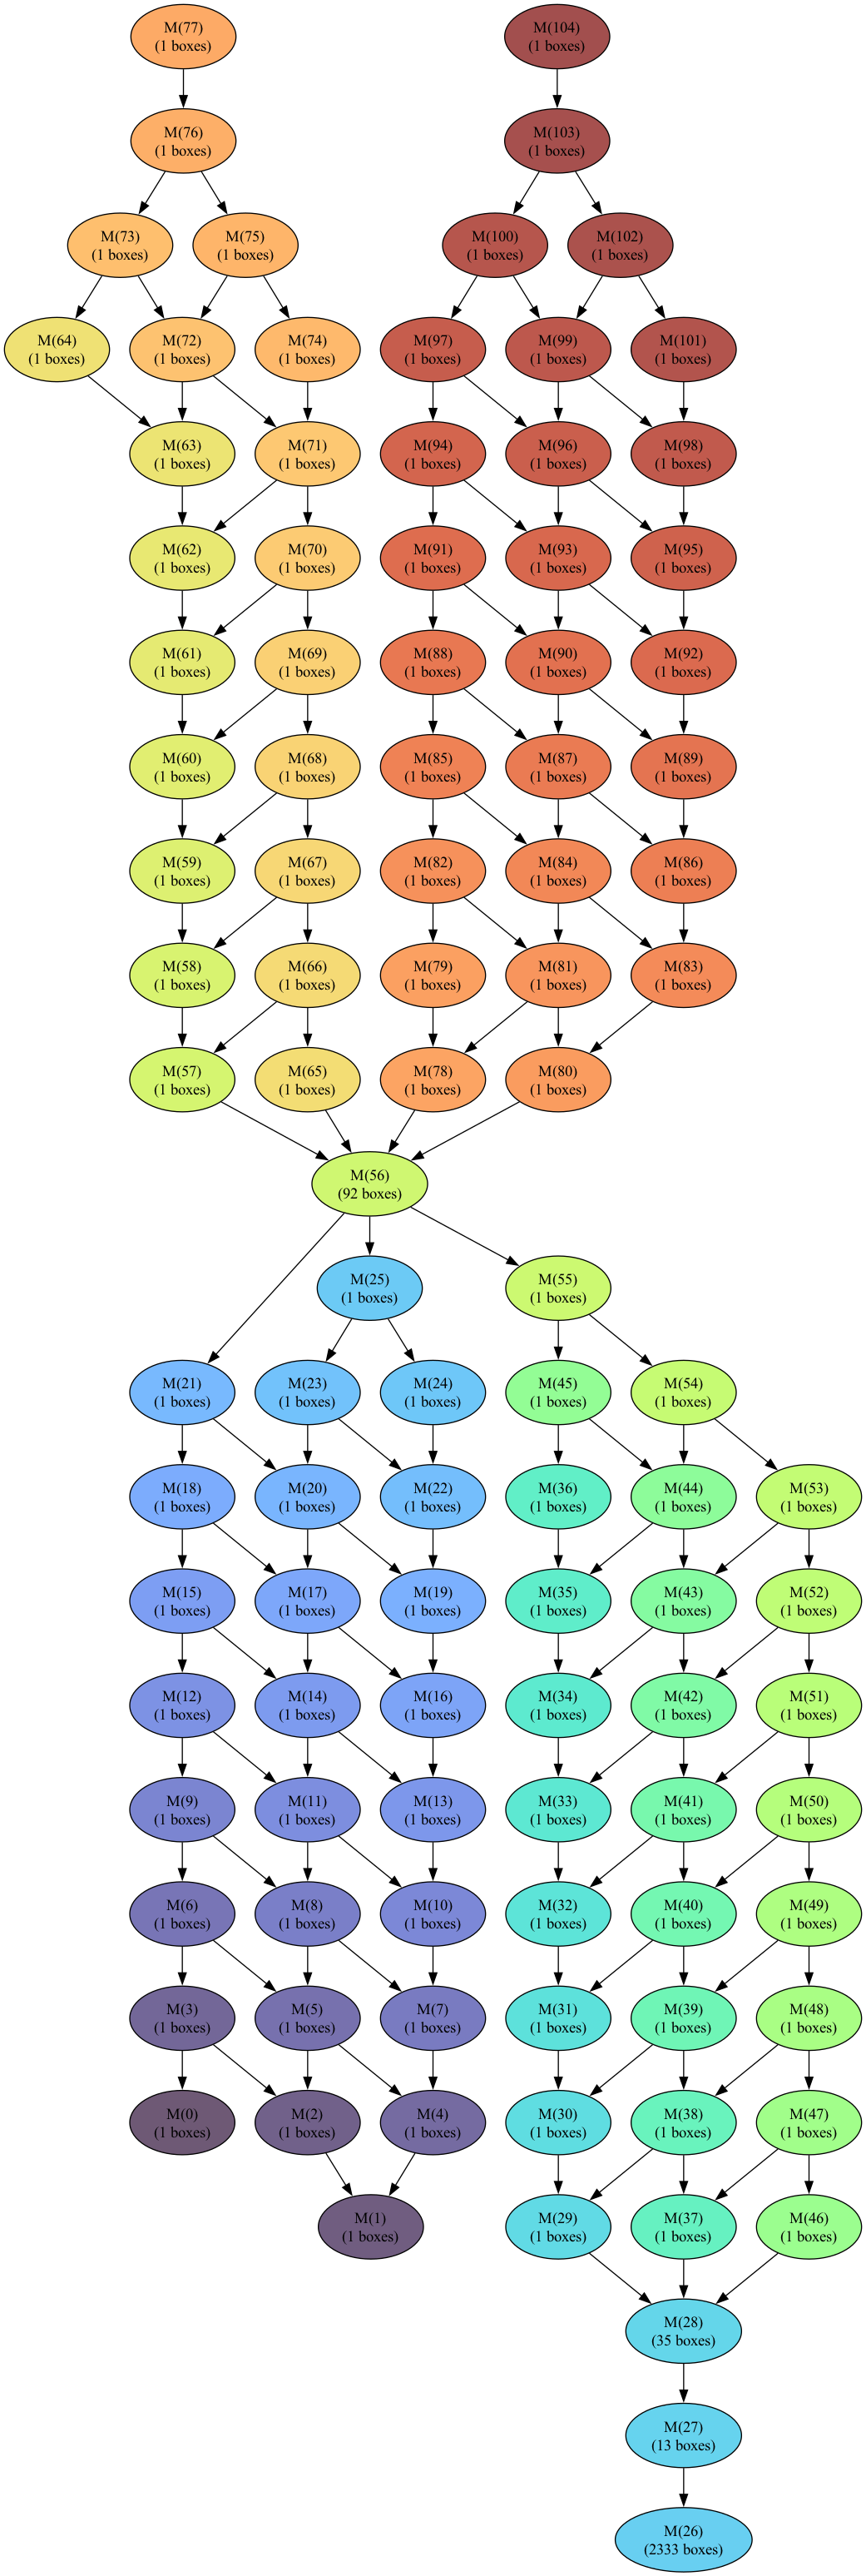 M(77)
(1 boxes)
M(104)
(1 boxes)
M(76)
(1 boxes)
M(103)
(1 boxes)
M(73)
(1 boxes)
M(75)
(1 boxes)
M(100)
(1 boxes)
M(102)
(1 boxes)
M(64)
(1 boxes)
M(72)
(1 boxes)
M(74)
(1 boxes)
M(97)
(1 boxes)
M(99)
(1 boxes)
M(101)
(1 boxes)
M(63)
(1 boxes)
M(71)
(1 boxes)
M(94)
(1 boxes)
M(96)
(1 boxes)
M(98)
(1 boxes)
M(62)
(1 boxes)
M(70)
(1 boxes)
M(91)
(1 boxes)
M(93)
(1 boxes)
M(95)
(1 boxes)
M(61)
(1 boxes)
M(69)
(1 boxes)
M(88)
(1 boxes)
M(90)
(1 boxes)
M(92)
(1 boxes)
M(60)
(1 boxes)
M(68)
(1 boxes)
M(85)
(1 boxes)
M(87)
(1 boxes)
M(89)
(1 boxes)
M(59)
(1 boxes)
M(67)
(1 boxes)
M(82)
(1 boxes)
M(84)
(1 boxes)
M(86)
(1 boxes)
M(58)
(1 boxes)
M(66)
(1 boxes)
M(79)
(1 boxes)
M(81)
(1 boxes)
M(83)
(1 boxes)
M(57)
(1 boxes)
M(65)
(1 boxes)
M(78)
(1 boxes)
M(80)
(1 boxes)
M(56)
(92 boxes)
M(25)
(1 boxes)
M(55)
(1 boxes)
M(21)
(1 boxes)
M(23)
(1 boxes)
M(24)
(1 boxes)
M(45)
(1 boxes)
M(54)
(1 boxes)
M(18)
(1 boxes)
M(20)
(1 boxes)
M(22)
(1 boxes)
M(36)
(1 boxes)
M(44)
(1 boxes)
M(53)
(1 boxes)
M(15)
(1 boxes)
M(17)
(1 boxes)
M(19)
(1 boxes)
M(35)
(1 boxes)
M(43)
(1 boxes)
M(52)
(1 boxes)
M(12)
(1 boxes)
M(14)
(1 boxes)
M(16)
(1 boxes)
M(34)
(1 boxes)
M(42)
(1 boxes)
M(51)
(1 boxes)
M(9)
(1 boxes)
M(11)
(1 boxes)
M(13)
(1 boxes)
M(33)
(1 boxes)
M(41)
(1 boxes)
M(50)
(1 boxes)
M(6)
(1 boxes)
M(8)
(1 boxes)
M(10)
(1 boxes)
M(32)
(1 boxes)
M(40)
(1 boxes)
M(49)
(1 boxes)
M(3)
(1 boxes)
M(5)
(1 boxes)
M(7)
(1 boxes)
M(31)
(1 boxes)
M(39)
(1 boxes)
M(48)
(1 boxes)
M(0)
(1 boxes)
M(2)
(1 boxes)
M(4)
(1 boxes)
M(30)
(1 boxes)
M(38)
(1 boxes)
M(47)
(1 boxes)
M(1)
(1 boxes)
M(29)
(1 boxes)
M(37)
(1 boxes)
M(46)
(1 boxes)
M(28)
(35 boxes)
M(27)
(13 boxes)
M(26)
(2333 boxes)